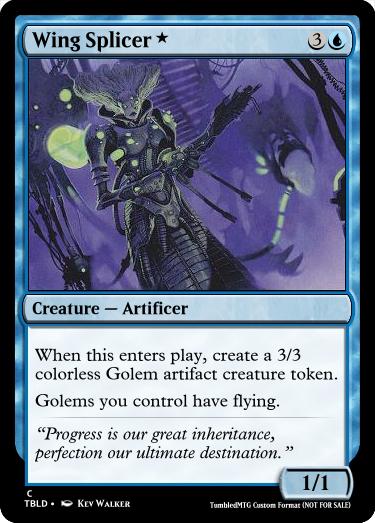 Wing Splicer ★ 3
Creature — Artificer
When this enters play, create a 3/3
colorless Golem artifact creature token.
Golems you control have flying.
“Progress is our great inheritance,
perfection our ultimate destination.”
1/1
C
TBLD • Kev Walker
TumbledMTG Custom Format (NOT FOR SALE)